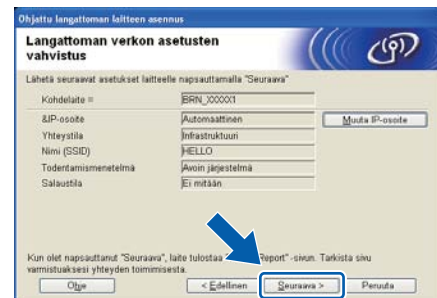 Ohjattu langattoman laitteen asennus
Langattoman verkon asetusten
vahvistus
Lähetä seuraavat asetukset laitteelle napsauttamalla "Seuraava"
Kohdelaite = BRN_XXXXX1
&IP-osoite Automaattinen Muuta IP-osoite
Yhteystila Infrastruktuuri
Nimi (SSID) HELLO
Todentamismenetelmä Avoin järjestelmä
Salaustila Ei mitään
Kun olet napsauttanut "Seuraava", laite tulostaa Report" -sivun. Tarkista sivu
varmistuaksesi yhteyden toimimisesta.
Ohje < Edellinen Seuraava > Peruuta